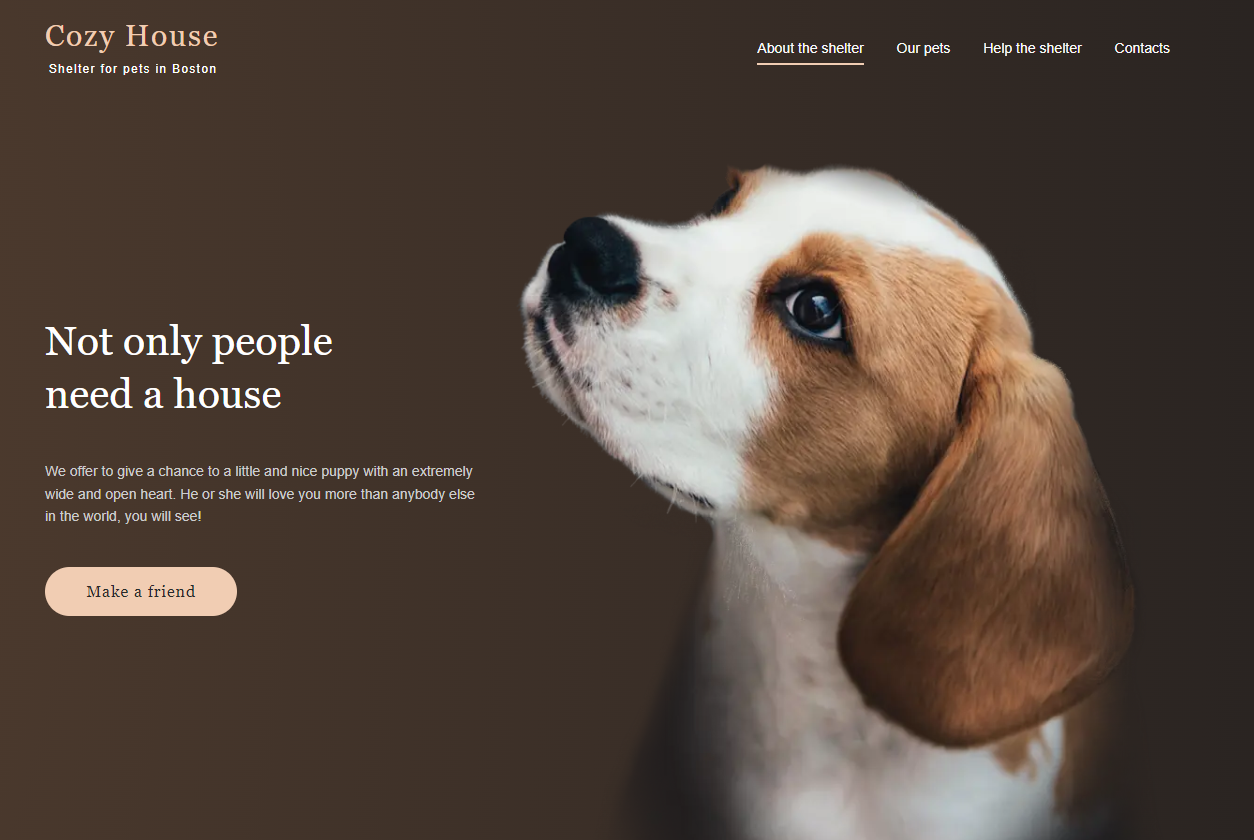 Cozy House
Shelter for pets in Boston
About the shelter Our pets Help the shelter Contacts
Not only people
need a house
We offer to give a chance to a little and nice puppy with an extremely
wide and open heart. He or she will love you more than anybody else
in the world, you will see!
Make a friend